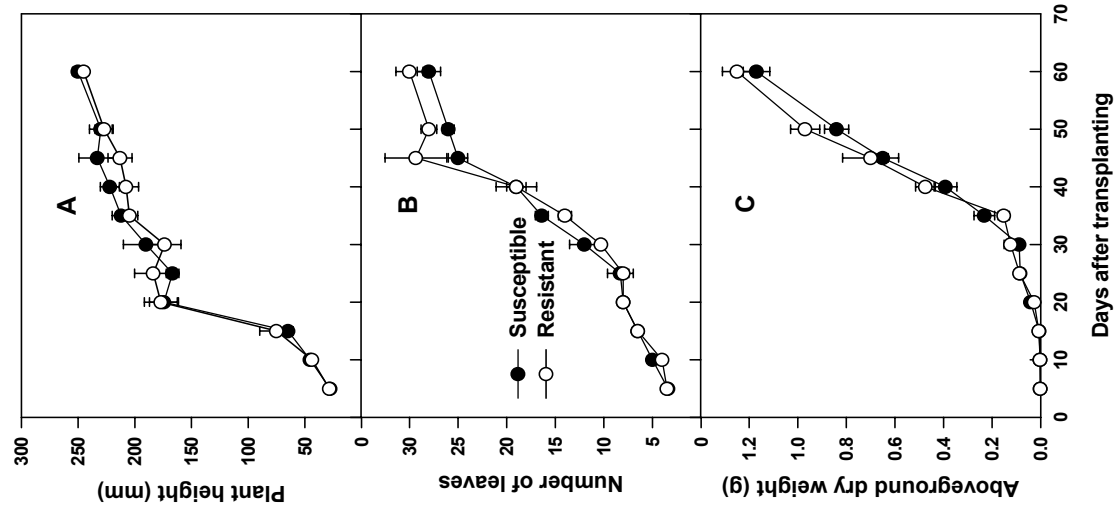 Plant height (mm)
250
200
150
100
50
0
A
Number of leaves
30
25
20
15
10
5
0
B
Susceptible
Resistant
Aboveground dry weight (g)
1.2
1.0
0.8
0.6
0.4
0.2
0.0
C
0 10 20 30 40 50 60 70
Days after transplanting